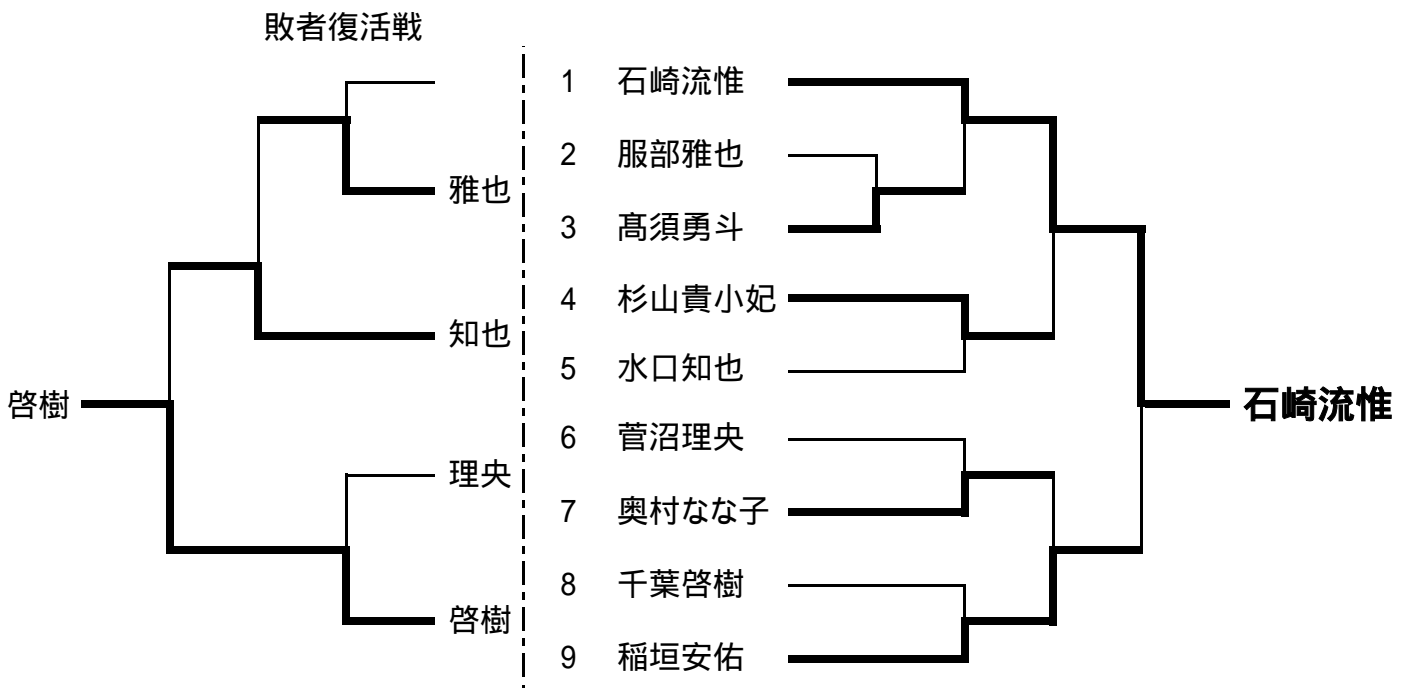 敗者復活戦
1 石崎流惟
2 服部雅也
雅也
3 髙須勇斗
4 杉山貴小妃
知也
5 水口知也
啓樹
石崎流惟
6 菅沼理央
理央
7 奥村なな子
8 千葉啓樹
啓樹
9 稲垣安佑